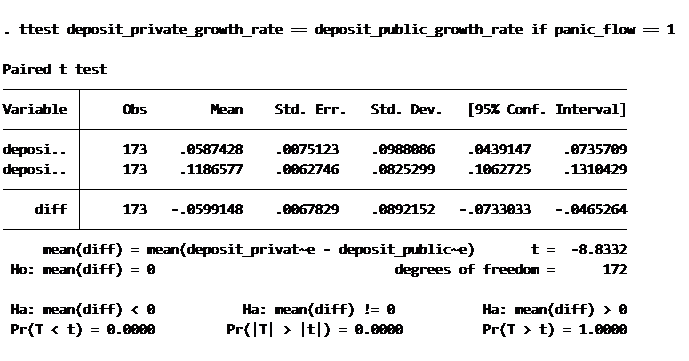 . ttest deposit_private_growth_rate == deposit_public_growth_rate if panic_flow == 1
Paired t test
Variable Obs Mean Std. Err. Std. Dev. [95% Conf. Interval]
deposi.. 173 .0587428 .0075123 .0988086 .0439147 .0735709
deposi.. 173 .1186577 .0062746 .0825299 .1062725 .1310429
diff 173 -.0599148 .0067829 .0892152 -.0733033 -.0465264
mean(diff) = mean(deposit_privat~e - deposit_public~e) t = -8.8332
Ho: mean(diff) = 0 degrees of freedom = 172
Ha: mean(diff) < 0 Ha: mean(diff) != 0 Ha: mean(diff) > 0
Pr(T < t) = 0.0000 Pr(|T| > |t|) = 0.0000 Pr(T > t) = 1.0000